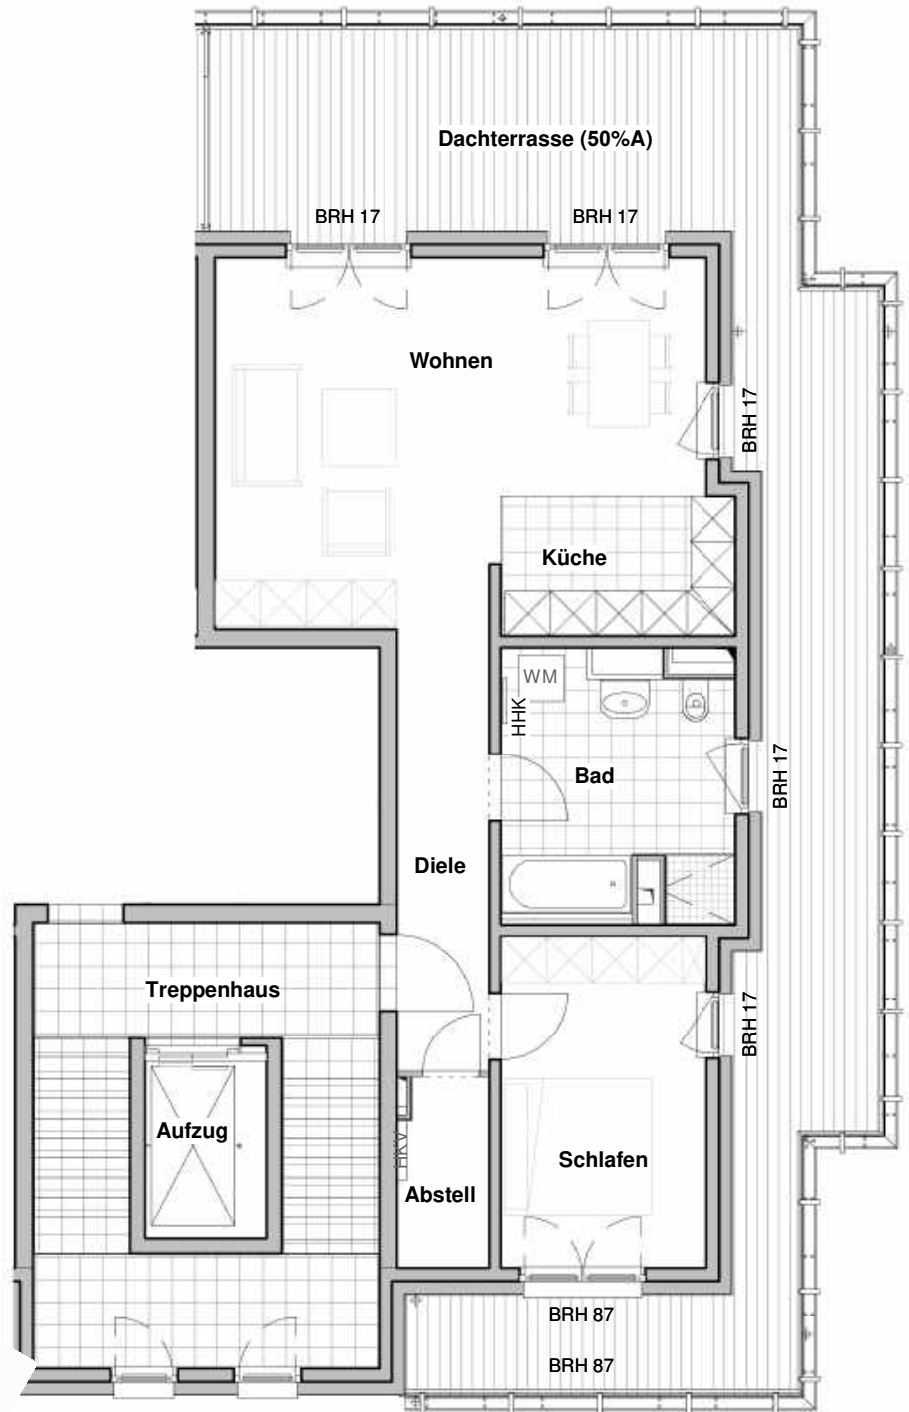 Dachterrasse (50%A)
BRH 17
BRH 17
Wohnen
BRH 17
Küche
WM
HHK
Bad
BRH 17
Diele
Treppenhaus
BRH 17
Aufzug
HKV
Schlafen
Abstell
BRH 87
BRH 87